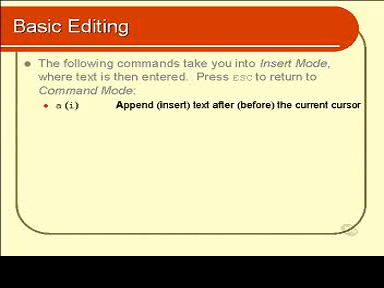 Basic Editing
The following commands take you into Insert Mode,
where text is then entered. Press ESC to return to
Command Mode:
a (i) Append (insert) text after (before) the current cursor